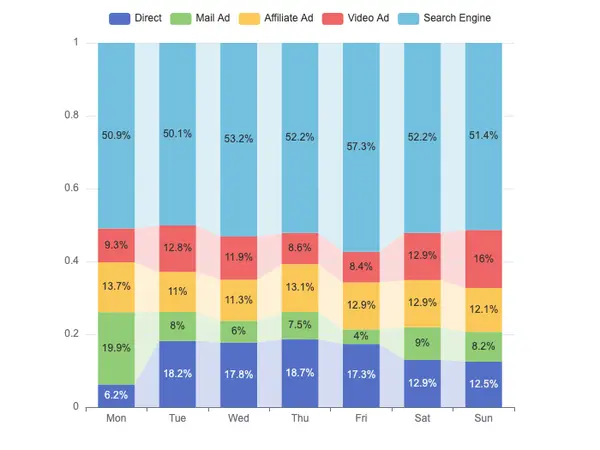 Direct Mail Ad Affiliate Ad Video Ad Search Engine
1
50.9% 50.1% 53.2% 52.2% 57.3% 52.2% 51.4%
0.8
0.6
9.3% 12.8% 11.9% 8.6% 8.4% 12.9% 16%
0.4
13.7% 11% 11.3% 13.1% 12.9% 12.9% 12.1%
19.9% 8% 6% 7.5% 4% 9% 8.2%
0.2
6.2% 18.2% 17.8% 18.7% 17.3% 12.9% 12.5%
0
Mon Tue Wed Thu Fri Sat Sun